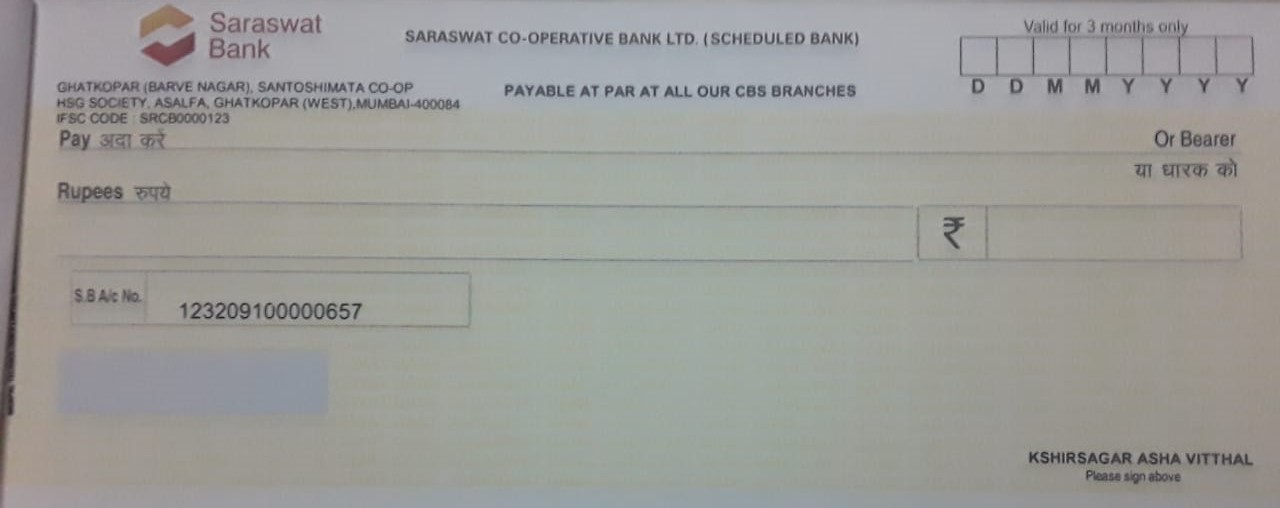 Saraswat
Bank
SARASWAT CO-OPERATIVE BANK LTD. (SCHEDULED BANK)
Valid for 3 months only
D D M M Y Y Y Y
GHATKOPAR (BARVE NAGAR), SANTOSHIMATA CO-OP
HSG SOCIETY, ASALFA, GHATKOPAR (WEST),MUMBAI-400084
IFSC CODE : SRCB0000123
PAYABLE AT PAR AT ALL OUR CBS BRANCHES
Pay अदा करें
Or Bearer
या धारक को
Rupees रुपये
₹
S.B A/c No.
123209100000657
KSHIRSAGAR ASHA VITTHAL
Please sign above